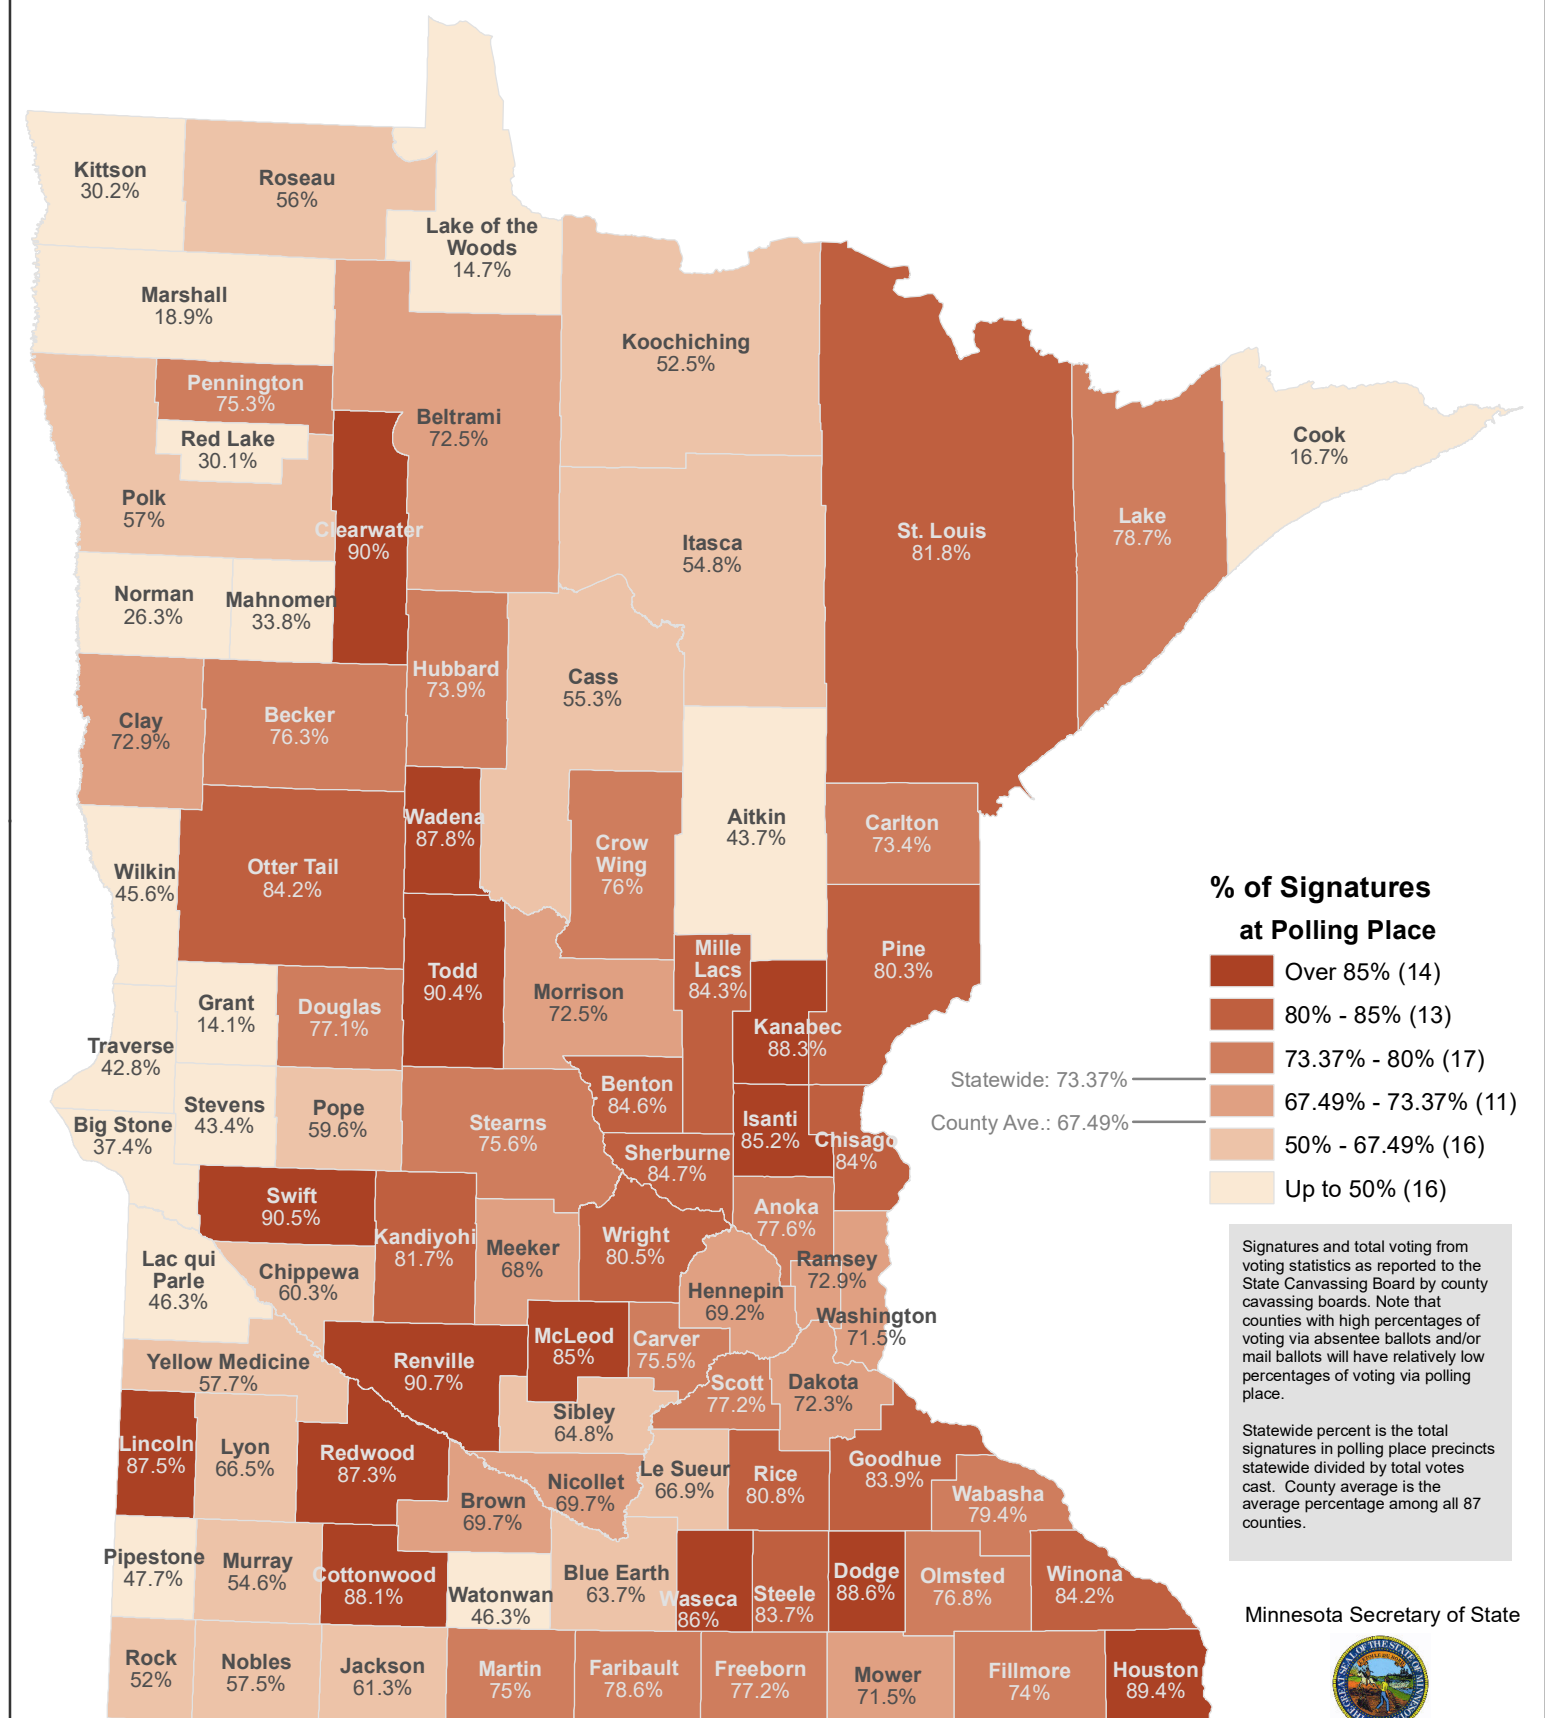 Kittson
30.2%
Roseau
56%
Lake of the
Woods
14.7%
Marshall
18.9%
Koochiching
52.5%
Pennington
75.3%
Red Lake
30.1%
Beltrami
72.5%
Cook
16.7%
Polk
57%
Clearwater
90%
Itasca
54.8%
St. Louis
81.8%
Lake
78.7%
Norman
26.3%
Mahnomen
33.8%
Hubbard
73.9%
Cass
55.3%
Clay
72.9%
Becker
76.3%
Wadena
87.8%
Aitkin
43.7%
Carlton
73.4%
Crow
Wing
76%
Wilkin
45.6%
Otter Tail
84.2%
Mille
Lacs
84.3%
Pine
80.3%
Todd
90.4%
Morrison
72.5%
Grant
14.1%
Douglas
77.1%
Kanabec
88.3%
Traverse
42.8%
Benton
84.6%
Stevens
43.4%
Pope
59.6%
Stearns
75.6%
Isanti
85.2%
Chisago
84%
Big Stone
37.4%
Sherburne
84.7%
Swift
90.5%
Anoka
77.6%
Kandiyohi
81.7%
Meeker
68%
Wright
80.5%
Lac qui
Parle
46.3%
Chippewa
60.3%
Ramsey
72.9%
Hennepin
69.2%
Washington
71.5%
McLeod
85%
Carver
75.5%
Yellow Medicine
57.7%
Renville
90.7%
Scott
77.2%
Dakota
72.3%
Sibley
64.8%
Lincoln
87.5%
Lyon
66.5%
Redwood
87.3%
Nicollet
69.7%
Le Sueur
66.9%
Rice
80.8%
Goodhue
83.9%
Brown
69.7%
Wabasha
79.4%
Pipestone
47.7%
Murray
54.6%
Cottonwood
88.1%
Watonwan
46.3%
Blue Earth
63.7%
Waseca
86%
Steele
83.7%
Dodge
88.6%
Olmsted
76.8%
Winona
84.2%
Rock
52%
Nobles
57.5%
Jackson
61.3%
Martin
75%
Faribault
78.6%
Freeborn
77.2%
Mower
71.5%
Fillmore
74%
Houston
89.4%
% of Signatures
at Polling Place
Over 85% (14)
80% - 85% (13)
73.37% - 80% (17)
Statewide: 73.37%
67.49% - 73.37% (11)
County Ave.: 67.49%
50% - 67.49% (16)
Up to 50% (16)
Signatures and total voting from
voting statistics as reported to the
State Canvassing Board by county
cavassing boards. Note that
counties with high percentages of
voting via absentee ballots and/or
mail ballots will have relatively low
percentages of voting via polling
place.
Statewide percent is the total
signatures in polling place precincts
statewide divided by total votes
cast. County average is the
average percentage among all 87
counties.
Minnesota Secretary of State